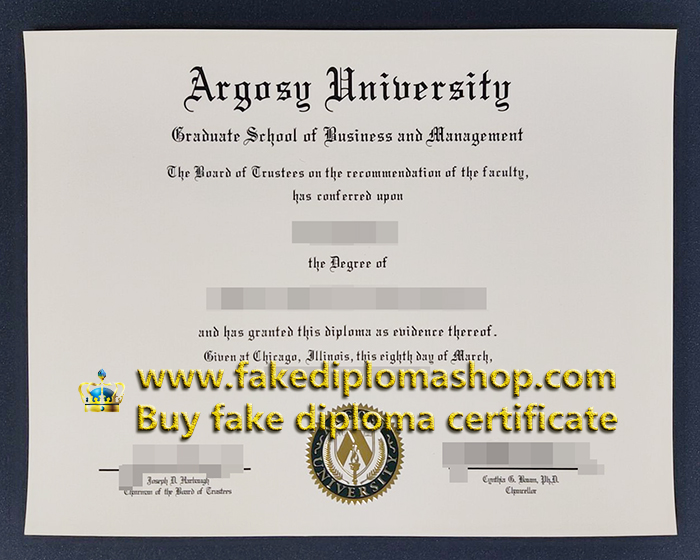 Argosy University
Graduate School of Business and Management
The Board of Trustees on the recommendation of the faculty,
has conferred upon
the Degree of
and has granted this diploma as evidence thereof.
Given at Chicago, Illinois, this eighth day of March,
www.fakediplomashop.com
Buy fake diploma certificate
UNIVERSITY
Joseph D. Harbaugh
Chairman of the Board of Trustees
Cynthia G. Baum, Ph.D.
Chancellor